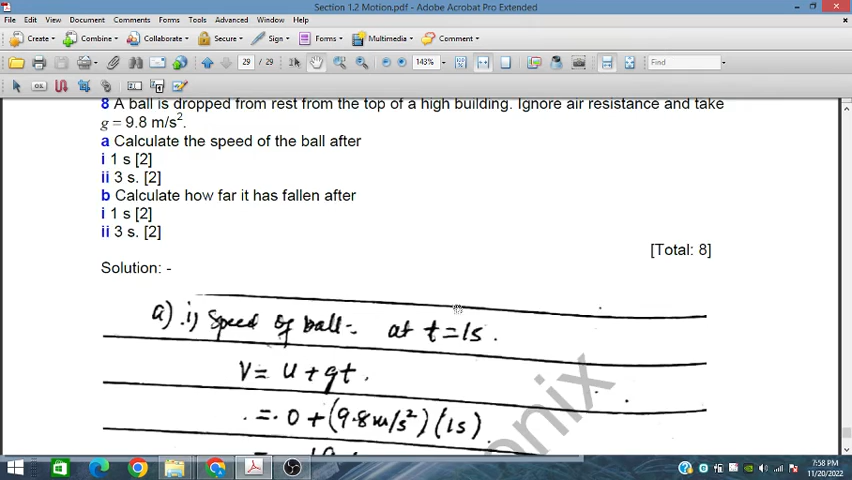 Section 1.2 Motion.pdf - Adobe Acrobat Pro Extended
File Edit View Document Comments Forms Tools Advanced Window Help
Create Combine Collaborate Secure Sign Forms Multimedia Comment
29 / 29 143% Find
8 A ball is dropped from rest from the top of a high building. Ignore air resistance and take
g = 9.8 m/s².
a Calculate the speed of the ball after
i 1 s [2]
ii 3 s. [2]
b Calculate how far it has fallen after
i 1 s [2]
ii 3 s. [2]
[Total: 8]
Solution: -
a) .i) Speed of ball- at t=1s.
V= u+gt.
= 0+(9.8m/s²)(1s)
onix
7:58 PM
11/20/2022